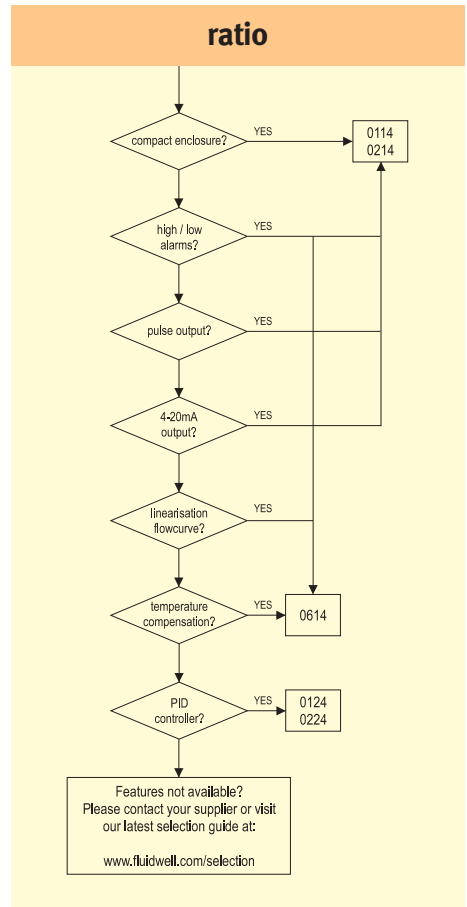 ratio
compact enclosure?
YES
0114
0214
high / low
alarms?
YES
pulse output?
YES
4-20mA
output?
YES
linearisation
flowcurve?
YES
temperature
compensation?
YES
0614
PID
controller?
YES
0124
0224
Features not available?
Please contact your supplier or visit
our latest selection guide at:
www.fluidwell.com/selection